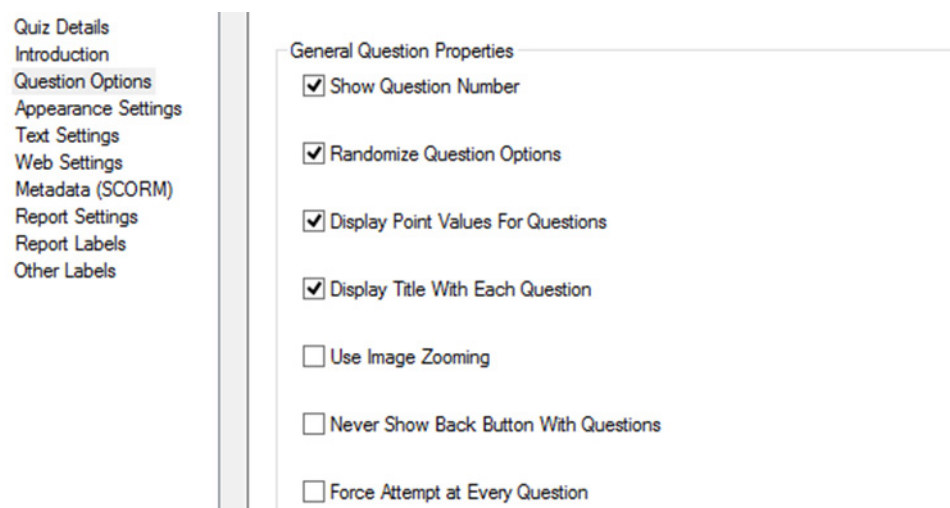 Quiz Details
Introduction
Question Options
Appearance Settings
Text Settings
Web Settings
Metadata (SCORM)
Report Settings
Report Labels
Other Labels
General Question Properties
Show Question Number
Randomize Question Options
Display Point Values For Questions
Display Title With Each Question
Use Image Zooming
Never Show Back Button With Questions
Force Attempt at Every Question